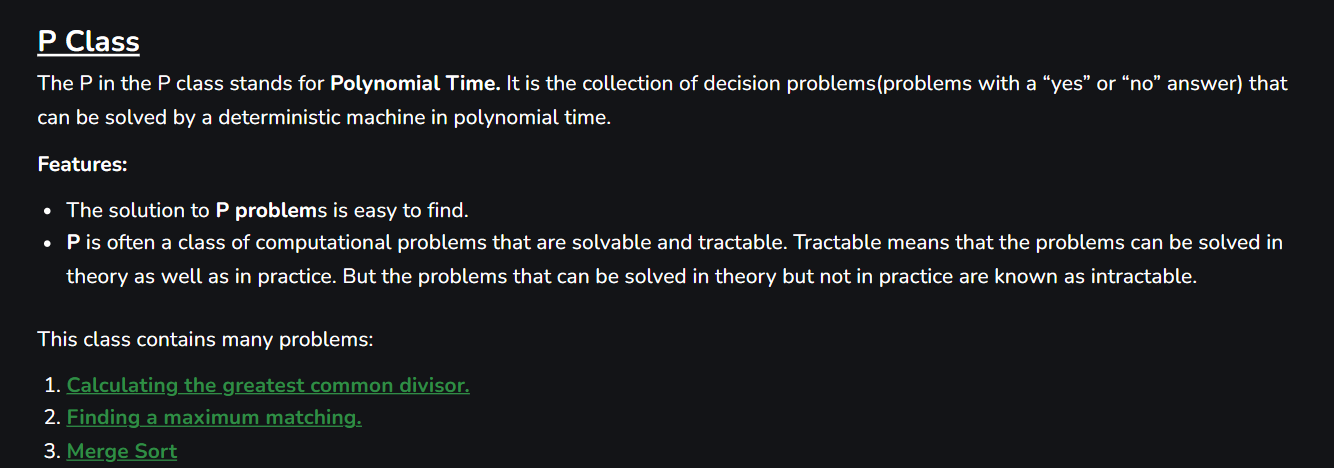 P Class
The P in the P class stands for Polynomial Time. It is the collection of decision problems(problems with a “yes” or “no” answer) that
can be solved by a deterministic machine in polynomial time.
Features:
• The solution to P problems is easy to find.
• P is often a class of computational problems that are solvable and tractable. Tractable means that the problems can be solved in
theory as well as in practice. But the problems that can be solved in theory but not in practice are known as intractable.
This class contains many problems:
1. Calculating the greatest common divisor.
2. Finding a maximum matching.
3. Merge Sort